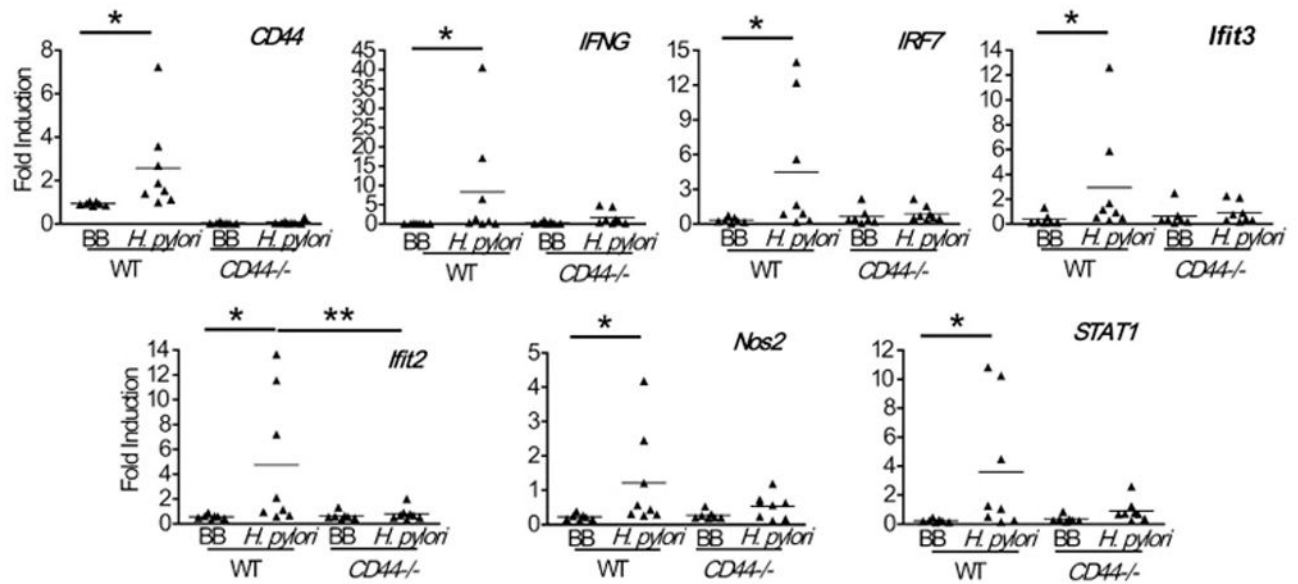 * CD44 * IFNG * IRF7 * Ifit3
8 45 15 14
40 12
6 35 12 10
30 9 8
4 25 6
20 6
2 15 4
10 3 2
5
0 0 0 0
Fold Induction
BB H. pylori BB H. pylori BB H. pylori BB H. pylori BB H. pylori BB H. pylori BB H. pylori BB H. pylori
WT CD44-/- WT CD44-/- WT CD44-/- WT CD44-/-
* ** Ifit2 * Nos2 * STAT1
14 5 12
12 4 10
10 8
8 3 6
6 2 4
4 1 2
2
0 0 0
Fold Induction
BB H. pylori BB H. pylori BB H. pylori BB H. pylori BB H. pylori BB H. pylori
WT CD44-/- WT CD44-/- WT CD44-/-